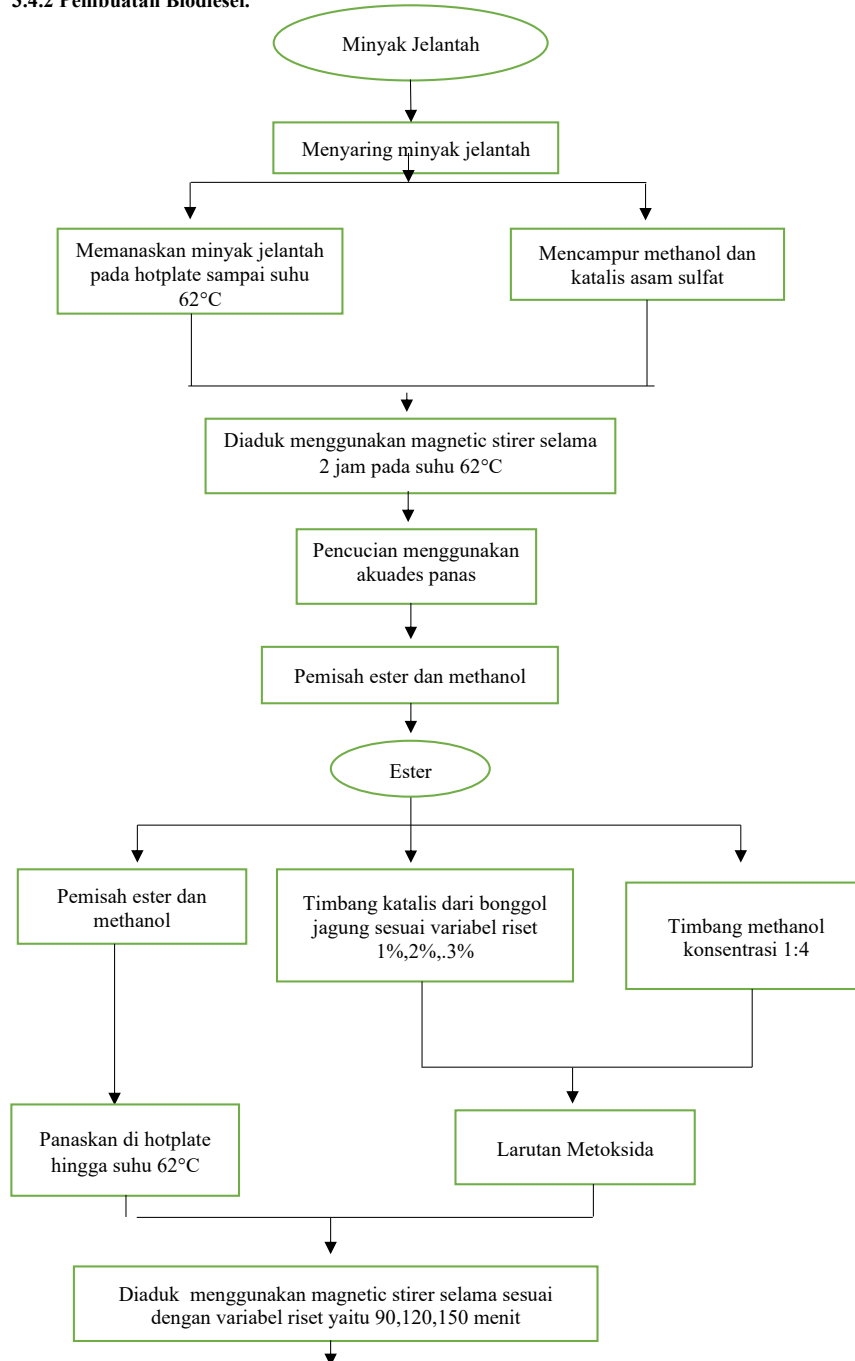 3.4.2 Pembuatan Biodiesel.
Minyak Jelantah
Menyaring minyak jelantah
Memanaskan minyak jelantah
pada hotplate sampai suhu
62°C
Mencampur methanol dan
katalis asam sulfat
Diaduk menggunakan magnetic stirer selama
2 jam pada suhu 62°C
Pencucian menggunakan
akuades panas
Pemisah ester dan methanol
Ester
Pemisah ester dan
methanol
Timbang katalis dari bonggol
jagung sesuai variabel riset
1%,2%,.3%
Timbang methanol
konsentrasi 1:4
Panaskan di hotplate
hingga suhu 62°C
Larutan Metoksida
Diaduk menggunakan magnetic stirer selama sesuai
dengan variabel riset yaitu 90,120,150 menit